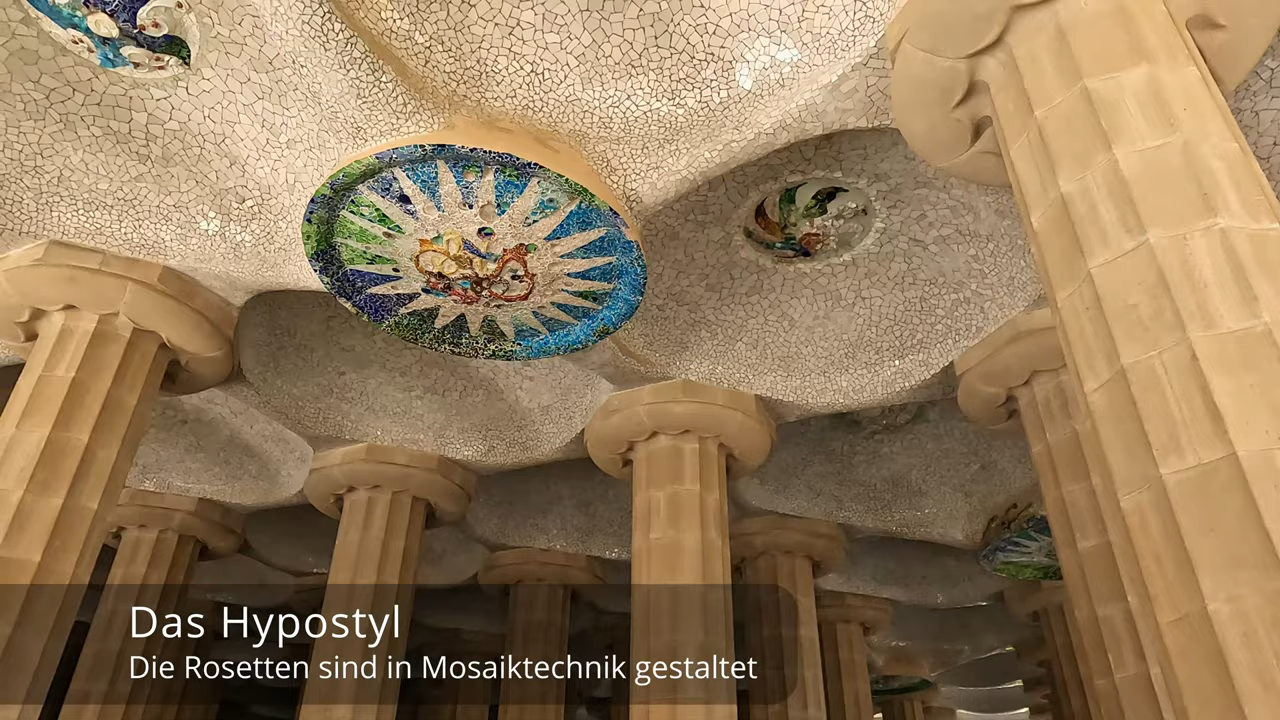 Das Hypostyl
Die Rosetten sind in Mosaiktechnik gestaltet